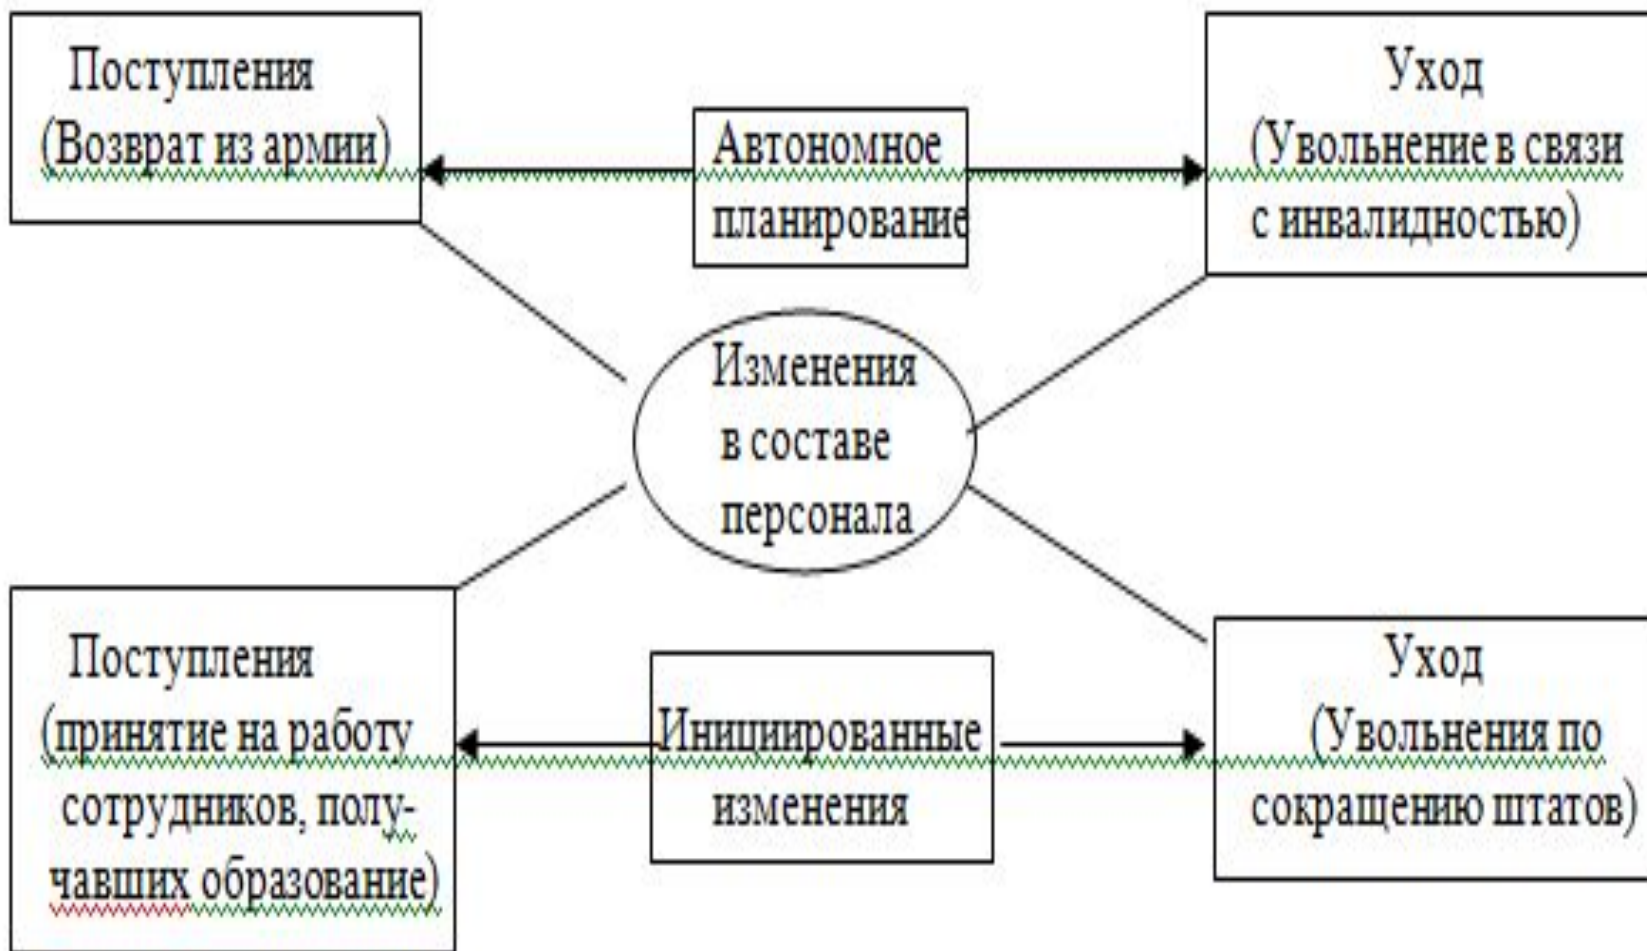 Поступления
(Возврат из армии)
Автономное
планирование
Уход
(Увольнение в связи
с инвалидностью)
Изменения
в составе
персонала
Поступления
(принятие на работу
сотрудников, полу-
чавших образование)
Инициированные
изменения
Уход
(Увольнения по
сокращению штатов)